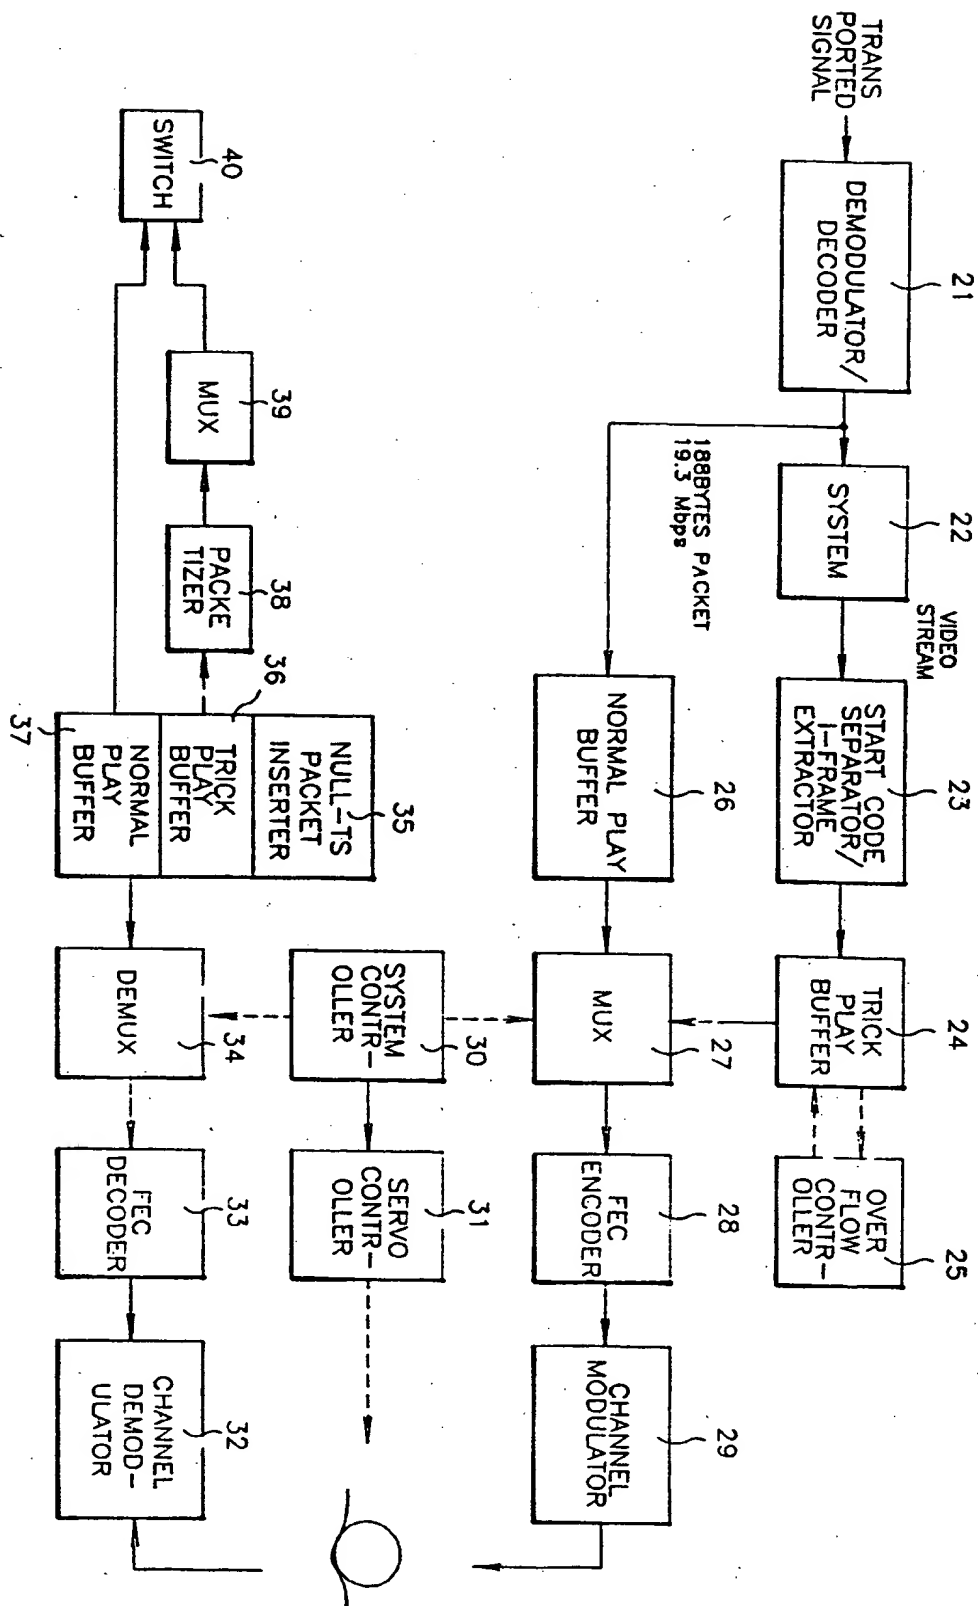 TRANS
PORTED
SIGNAL
21
DEMODULATOR/
DECODER
22
SYSTEM
VIDEO
STREAM
23
START CODE
SEPARATOR/
I-FRAME
EXTRACTOR
24
TRICK
PLAY
BUFFER
25
OVER
FLOW
CONTR-
OLLER
188BYTES PACKET
19.3 Mbps
26
NORMAL PLAY
BUFFER
27
MUX
28
FEC
ENCODER
29
CHANNEL
MODULATOR
30
SYSTEM
CONTR-
OLLER
31
SERVO
CONTR-
OLLER
40
SWITCH
39
MUX
38
PACKE
TIZER
35
NULL-TS
PACKET
INSERTER
36
TRICK
PLAY
BUFFER
37
NORMAL
PLAY
BUFFER
34
DEMUX
33
FEC
DECODER
32
CHANNEL
DEMOD-
ULATOR